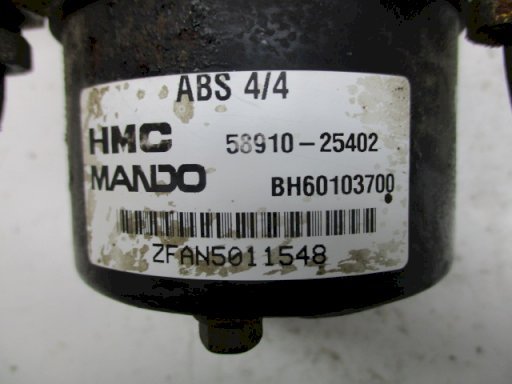 ABS 4/4
HMC 58910-25402
MANDO BH60103700
ZFAN5011548